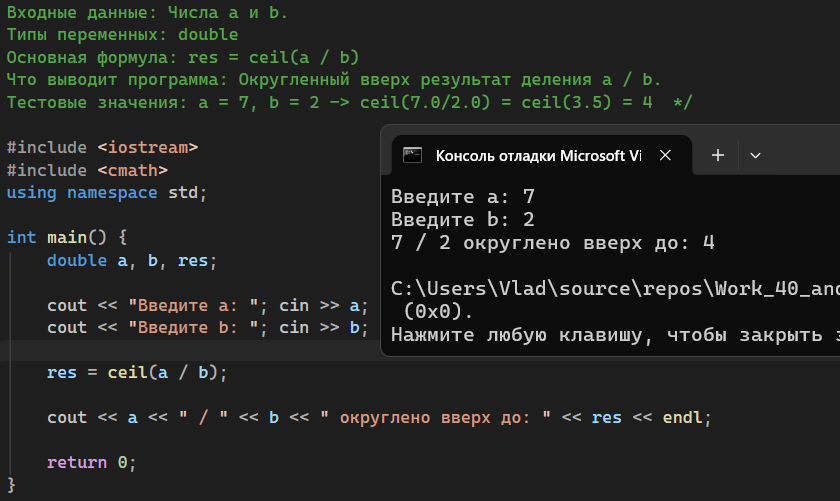 Входные данные: Числа a и b.
Типы переменных: double
Основная формула: res = ceil(a / b)
Что выводит программа: Округленный вверх результат деления a / b.
Тестовые значения: a = 7, b = 2 -> ceil(7.0/2.0) = ceil(3.5) = 4  */
#include <iostream>
#include <cmath>
using namespace std;
int main() {
double a, b, res;
cout << "Введите a: "; cin >> a;
cout << "Введите b: "; cin >> b;
res = ceil(a / b);
cout << a << " / " << b << " округлено вверх до: " << res << endl;
return 0;
}
Консоль отладки Microsoft Vi
Введите a: 7
Введите b: 2
7 / 2 округлено вверх до: 4
C:\Users\Vlad\source\repos\Work_40_and
(0x0).
Нажмите любую клавишу, чтобы закрыть